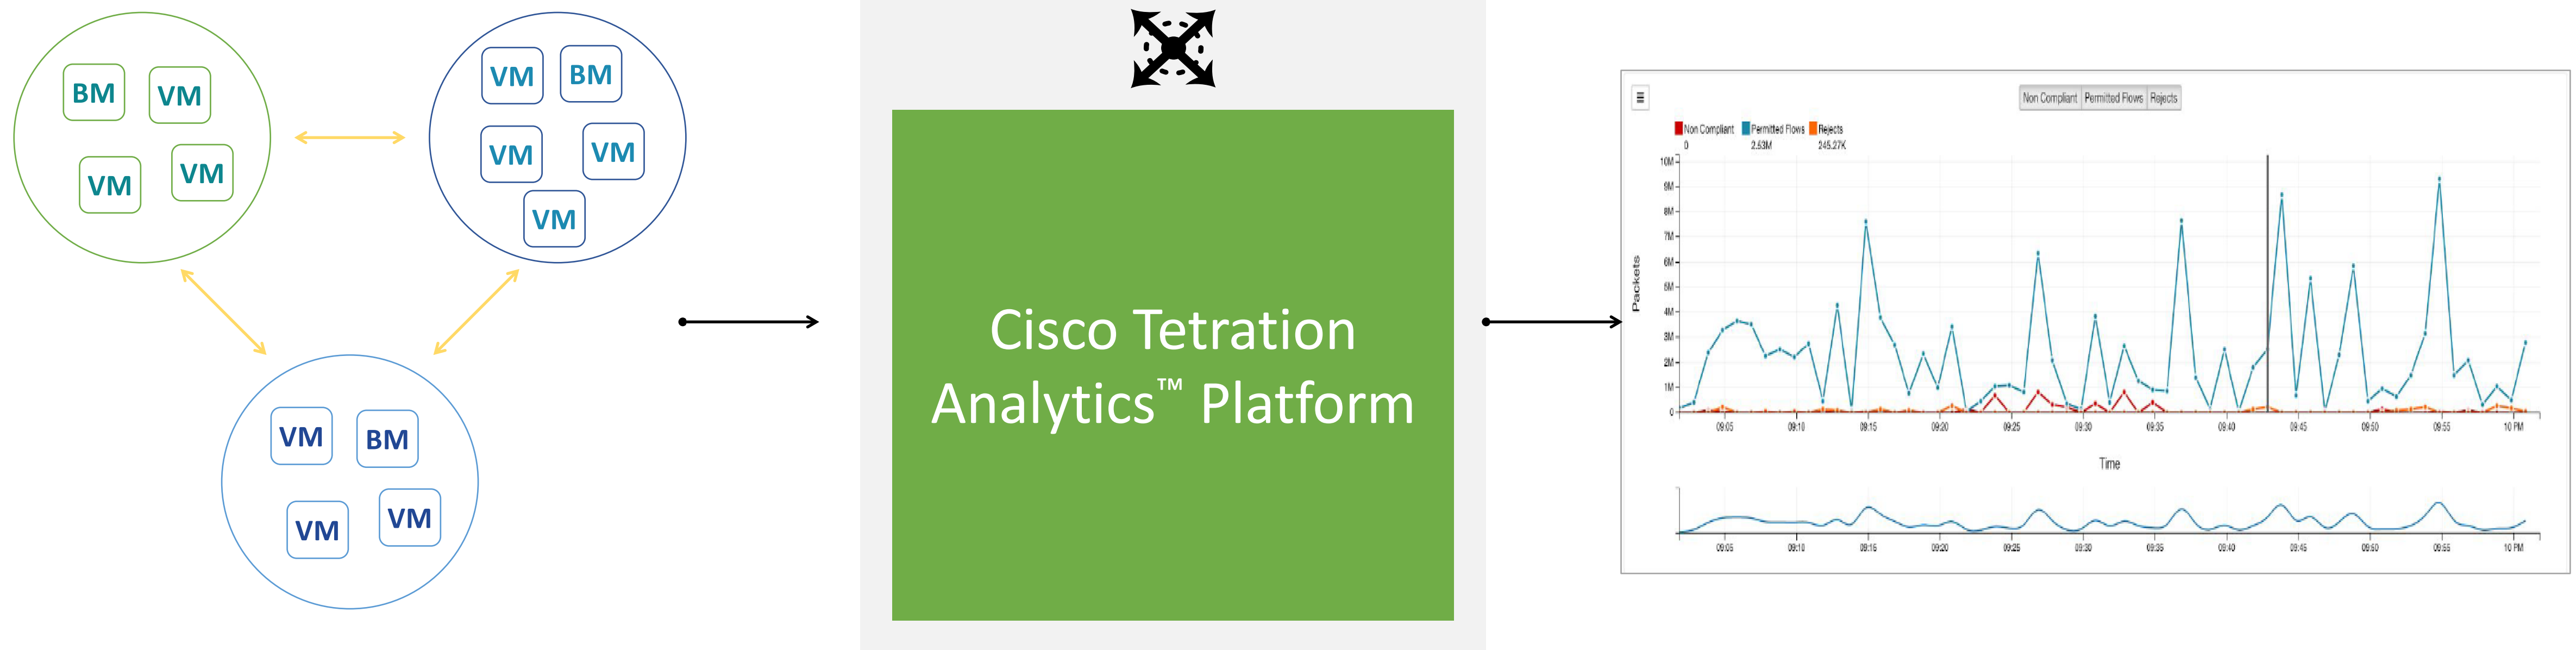 BM VM
VM VM
VM BM
VM VM
VM
VM BM
VM VM
Cisco Tetration
Analytics™ Platform
Non Compliant Permitted Flows Rejects
Non Compliant Permitted Flows Rejects
0 2.53M 245.27K
10M
9M
8M
7M
6M
5M
4M
3M
2M
1M
0
Packets
09:05 09:10 09:15 09:20 09:25 09:30 09:35 09:40 09:45 09:50 09:55 10 PM
Time
09:05 09:10 09:15 09:20 09:25 09:30 09:35 09:40 09:45 09:50 09:55 10 PM